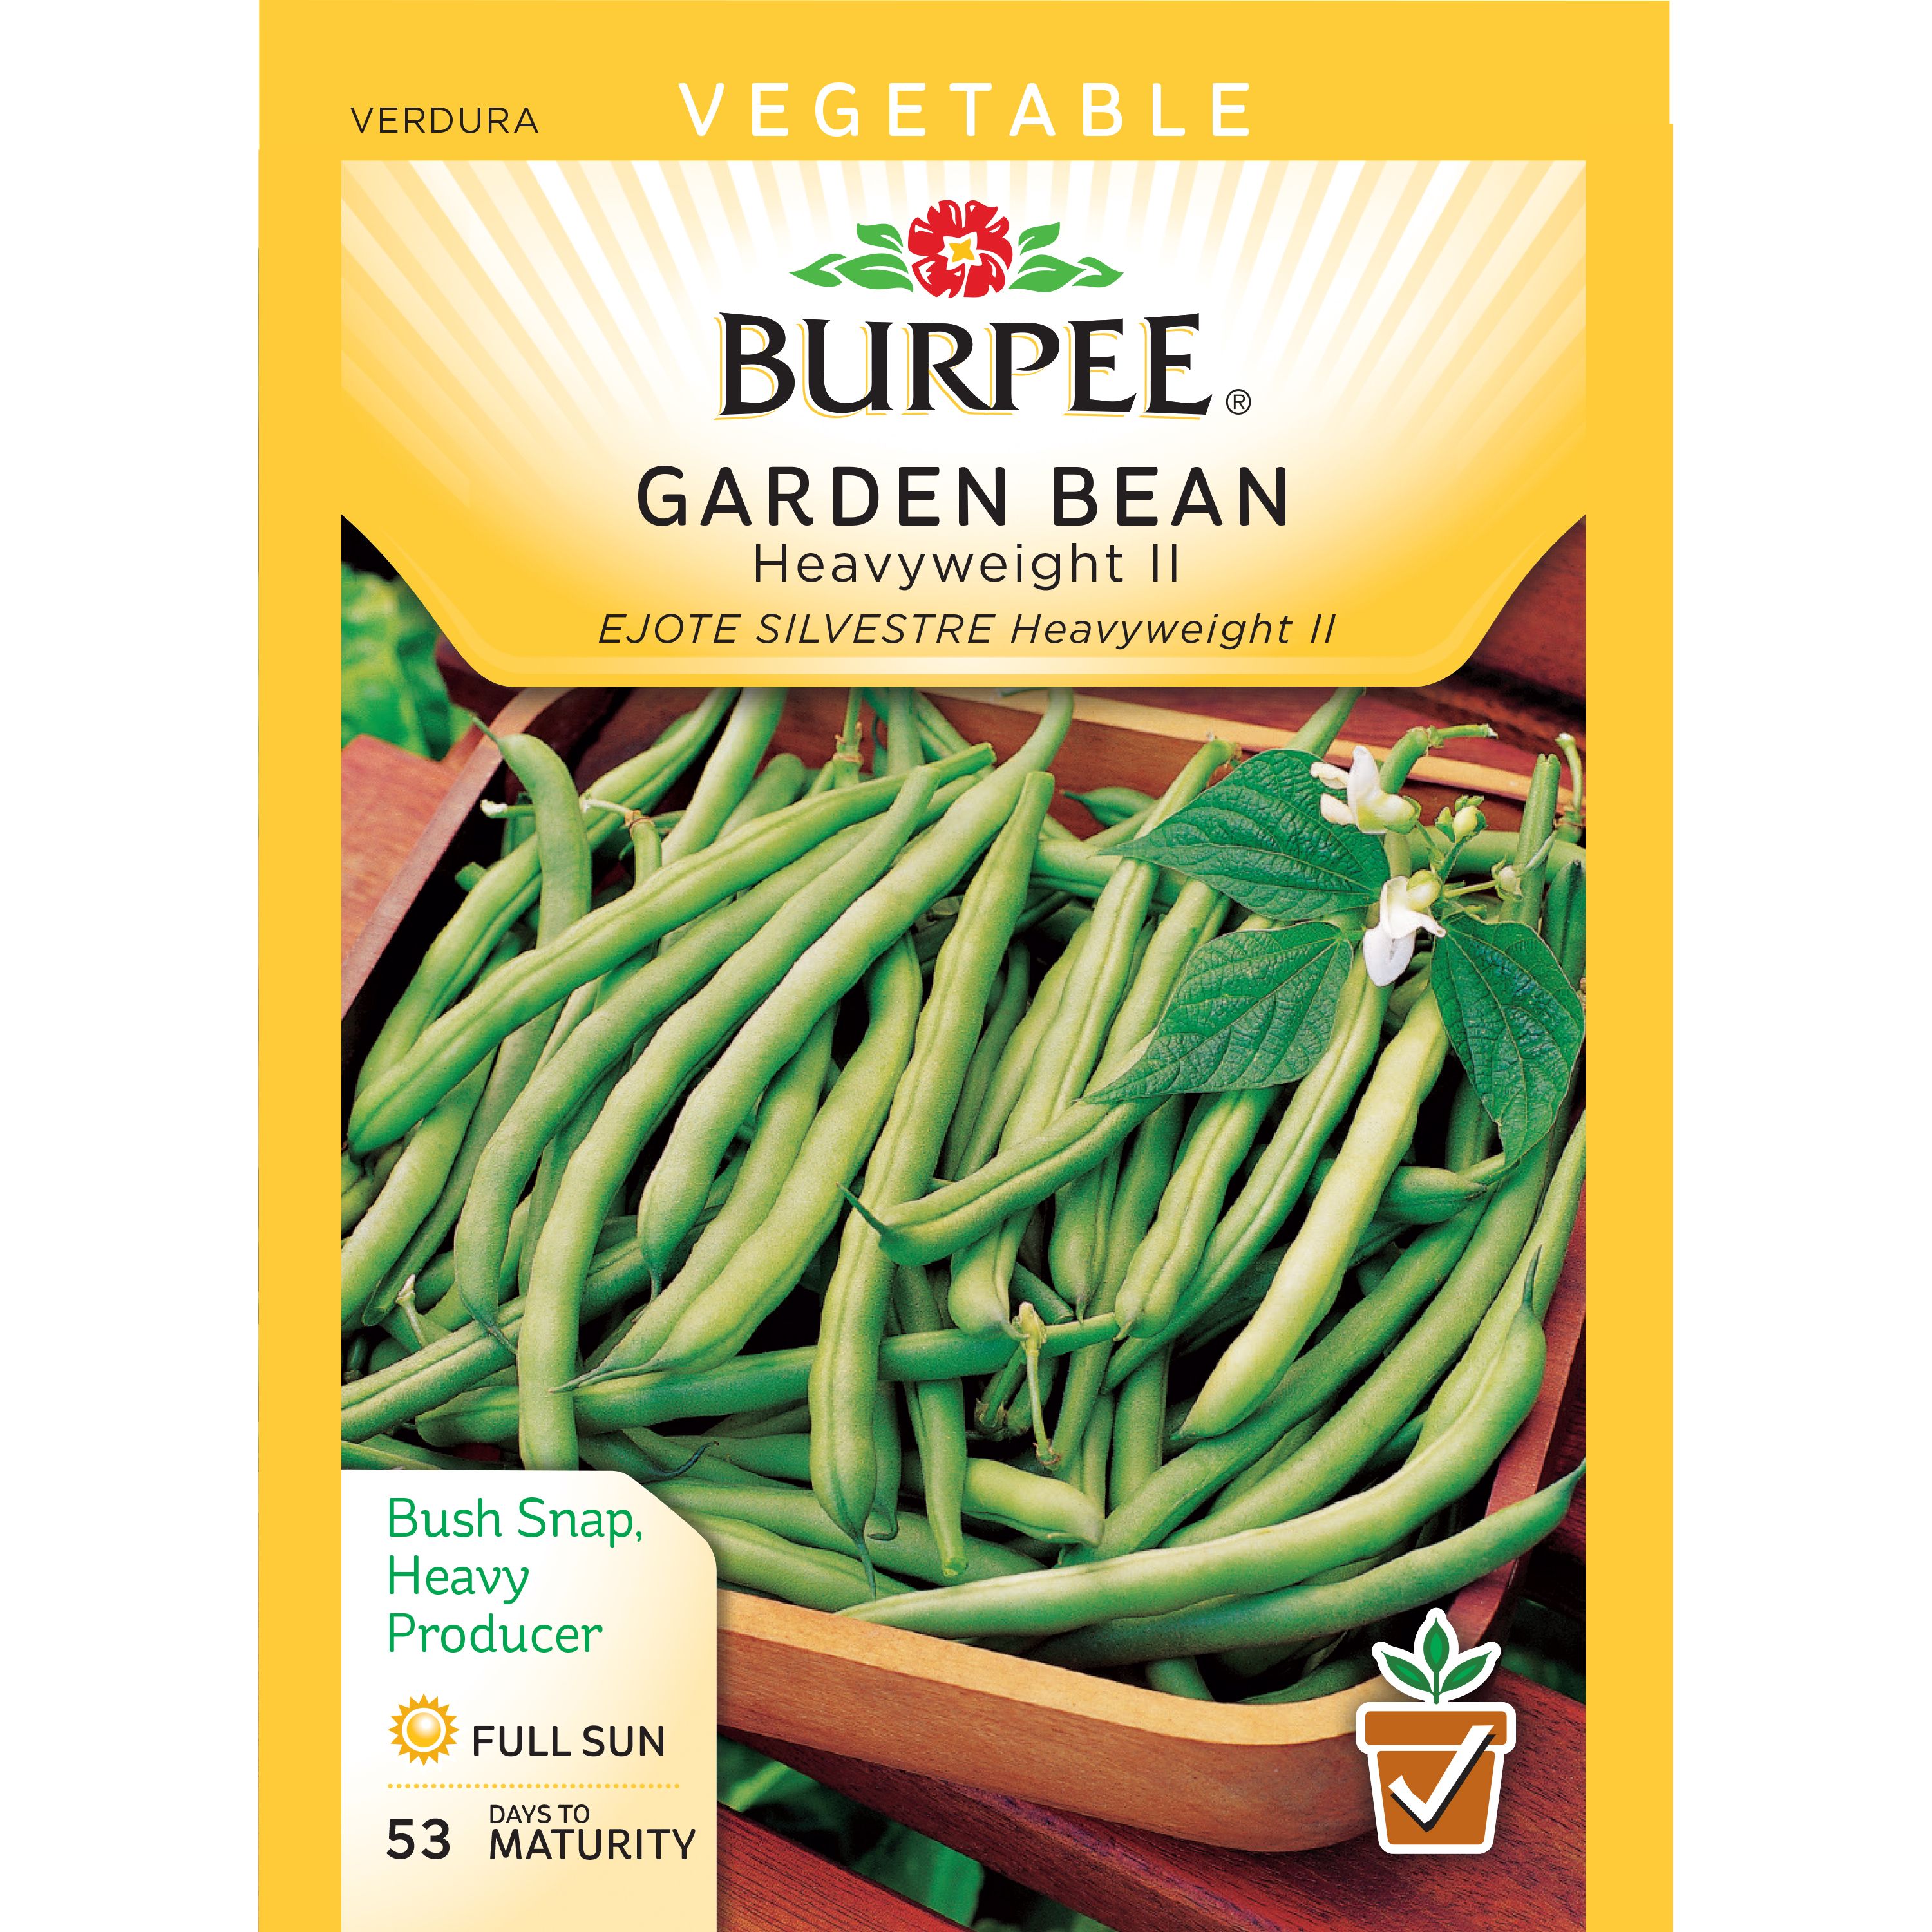 VERDURA
VEGETABLE
BURPEE®
GARDEN BEAN
Heavyweight II
EJOTE SILVESTRE Heavyweight II
Bush Snap,
Heavy
Producer
FULL SUN
53 DAYS TO
MATURITY